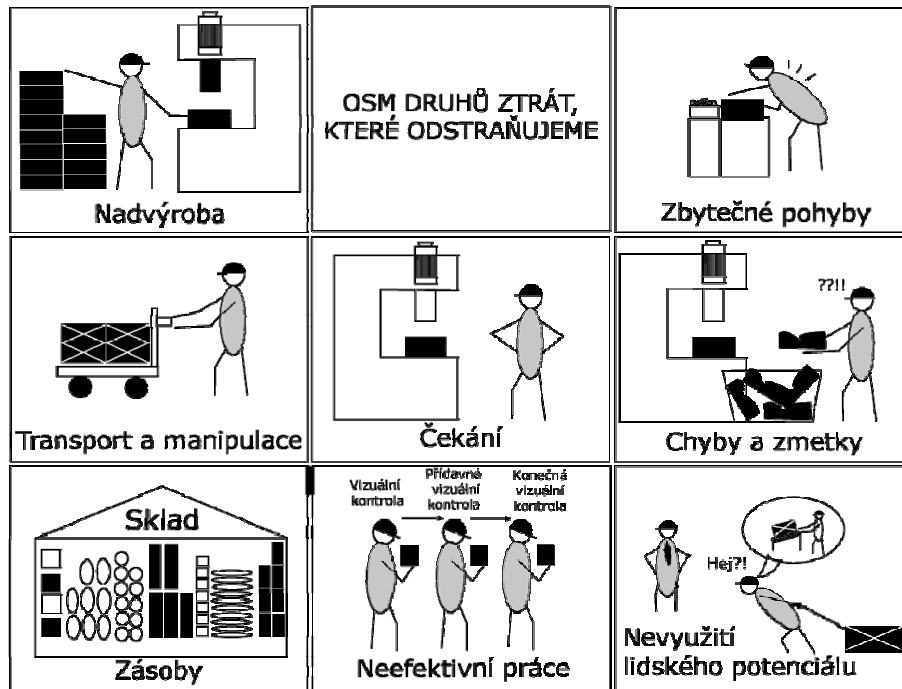 Nadvýroba
OSM DRUHŮ ZTRÁT,
KTERÉ ODSTRAŇUJEME
Zbytečné pohyby
Transport a manipulace
Čekání
??!!
Chyby a zmetky
Sklad
Zásoby
Vizuální
kontrola
Přídavná
vizuální
kontrola
Konečná
vizuální
kontrola
Neefektivní práce
Hej?!
Nevyužití
lidského potenciálu